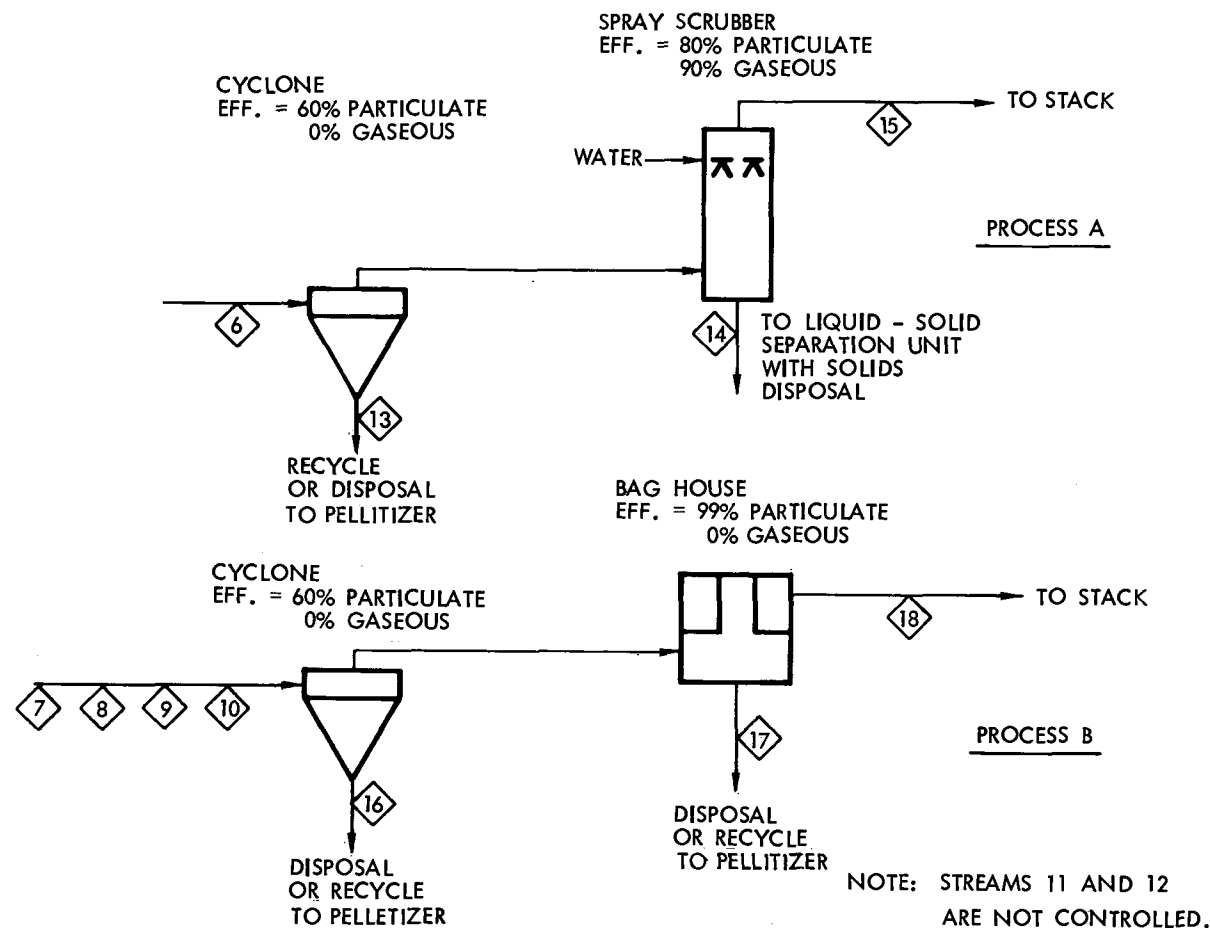 SPRAY SCRUBBER
EFF. = 80% PARTICULATE
90% GASEOUS
CYCLONE
EFF. = 60% PARTICULATE
0% GASEOUS
TO STACK
15
WATER
PROCESS A
6
14
TO LIQUID - SOLID
SEPARATION UNIT
WITH SOLIDS
DISPOSAL
13
RECYCLE
OR DISPOSAL
TO PELLITIZER
BAG HOUSE
EFF. = 99% PARTICULATE
0% GASEOUS
CYCLONE
EFF. = 60% PARTICULATE
0% GASEOUS
TO STACK
18
7 8 9 10
17
PROCESS B
16
DISPOSAL
OR RECYCLE
TO PELLITIZER
DISPOSAL
OR RECYCLE
TO PELLETIZER
NOTE: STREAMS 11 AND 12
ARE NOT CONTROLLED.